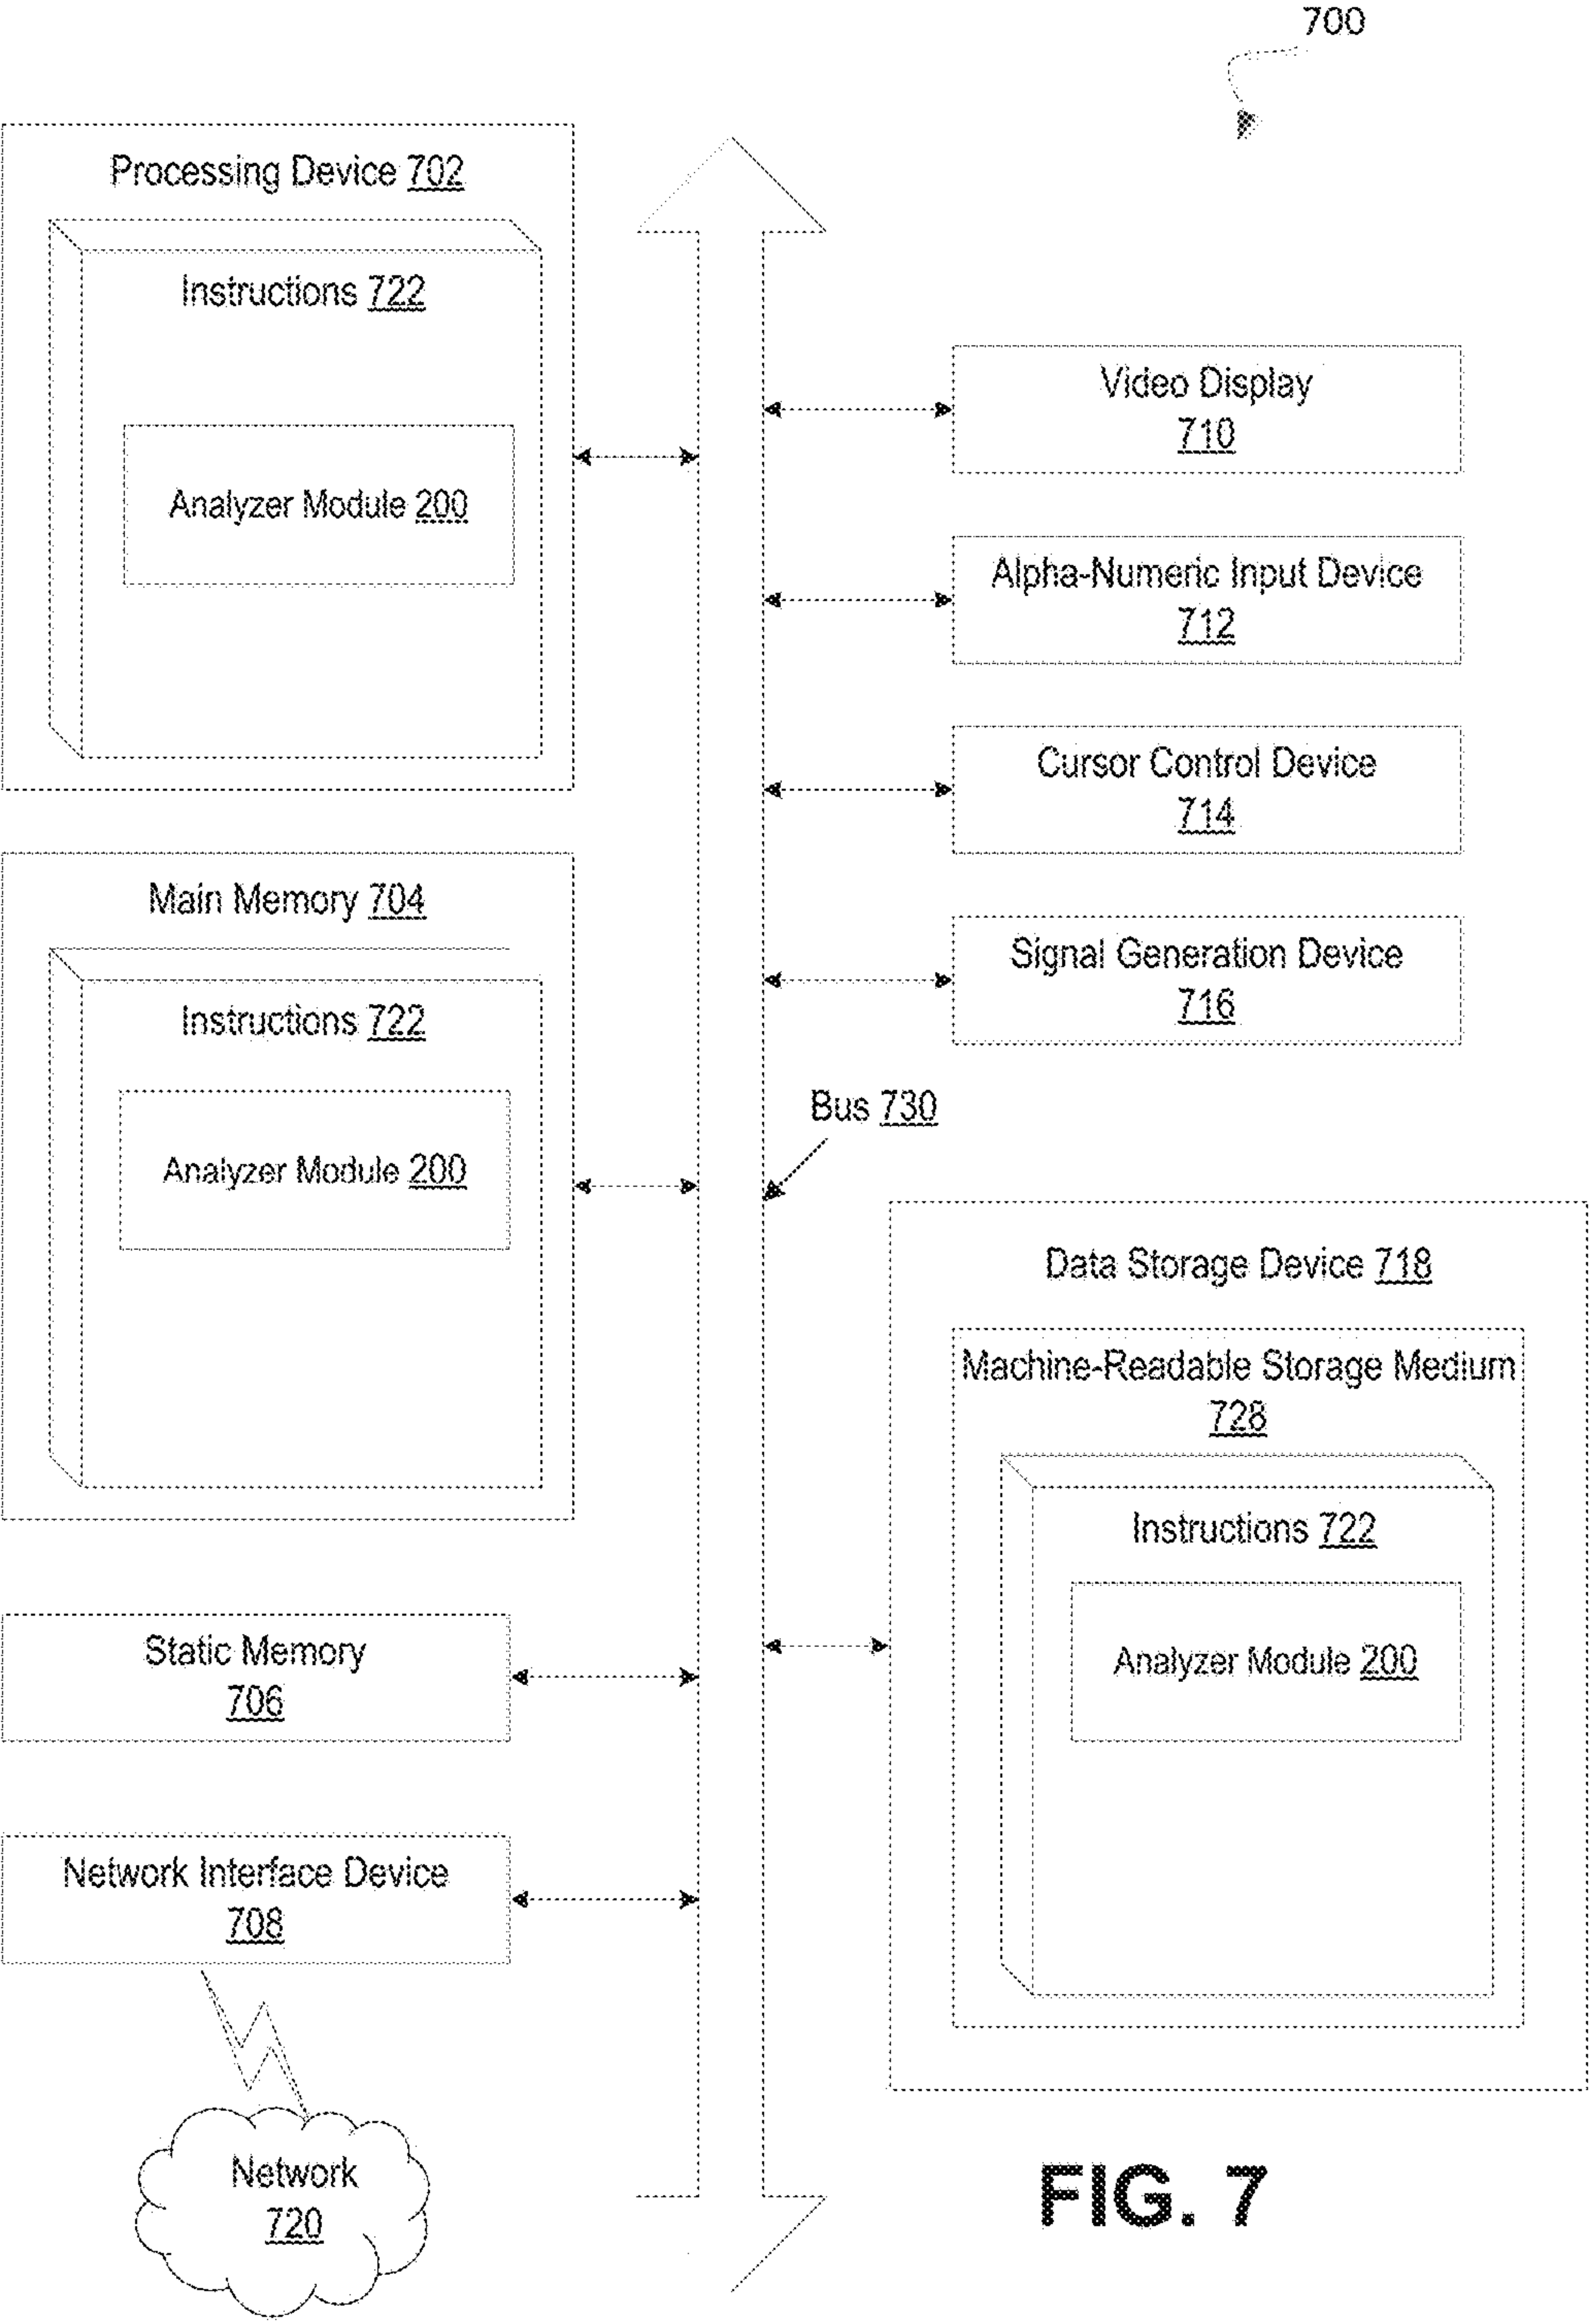 700
Processing Device 702
Instructions 722
Analyzer Module 200
Main Memory 704
Instructions 722
Analyzer Module 200
Static Memory
706
Network Interface Device
708
Network
720
Video Display
710
Alpha-Numeric Input Device
712
Cursor Control Device
714
Signal Generation Device
716
Bus 730
Data Storage Device 718
Machine-Readable Storage Medium
728
Instructions 722
Analyzer Module 200
FIG. 7